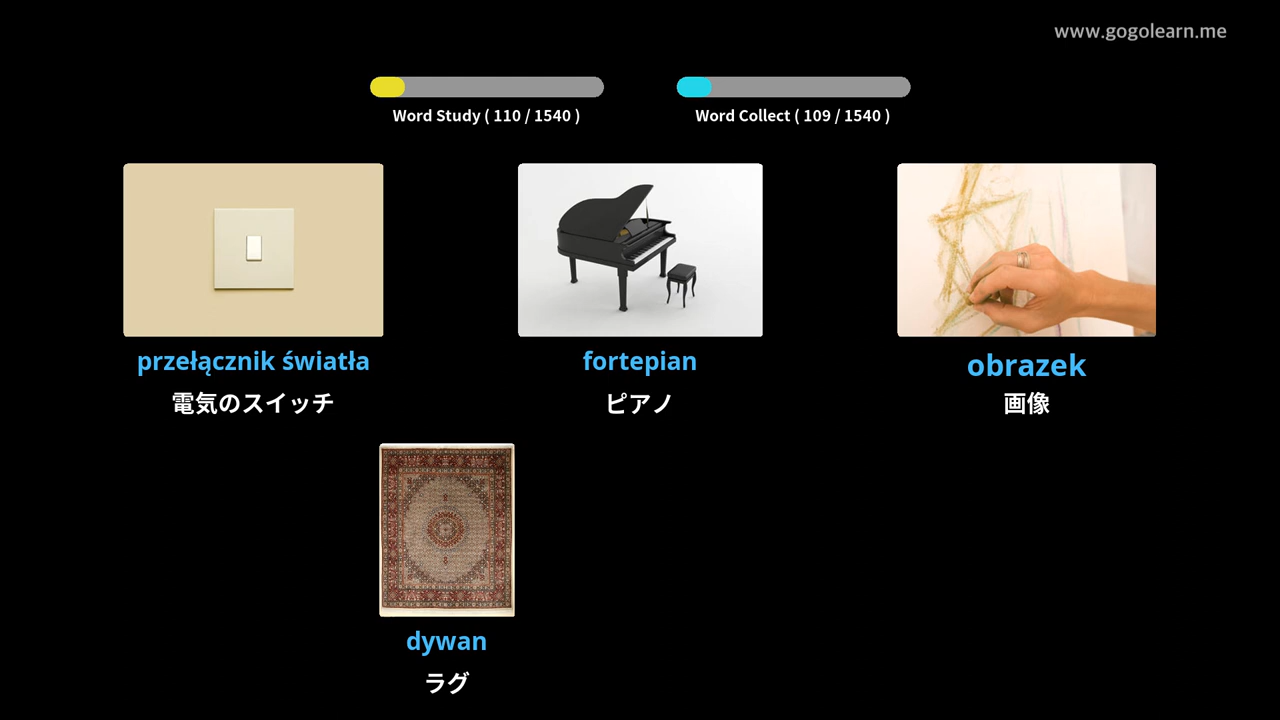 www.gogolearn.me
Word Study ( 110 / 1540 )
Word Collect ( 109 / 1540 )
przełącznik światła
電気のスイッチ
fortepian
ピアノ
obrazek
画像
dywan
ラグ